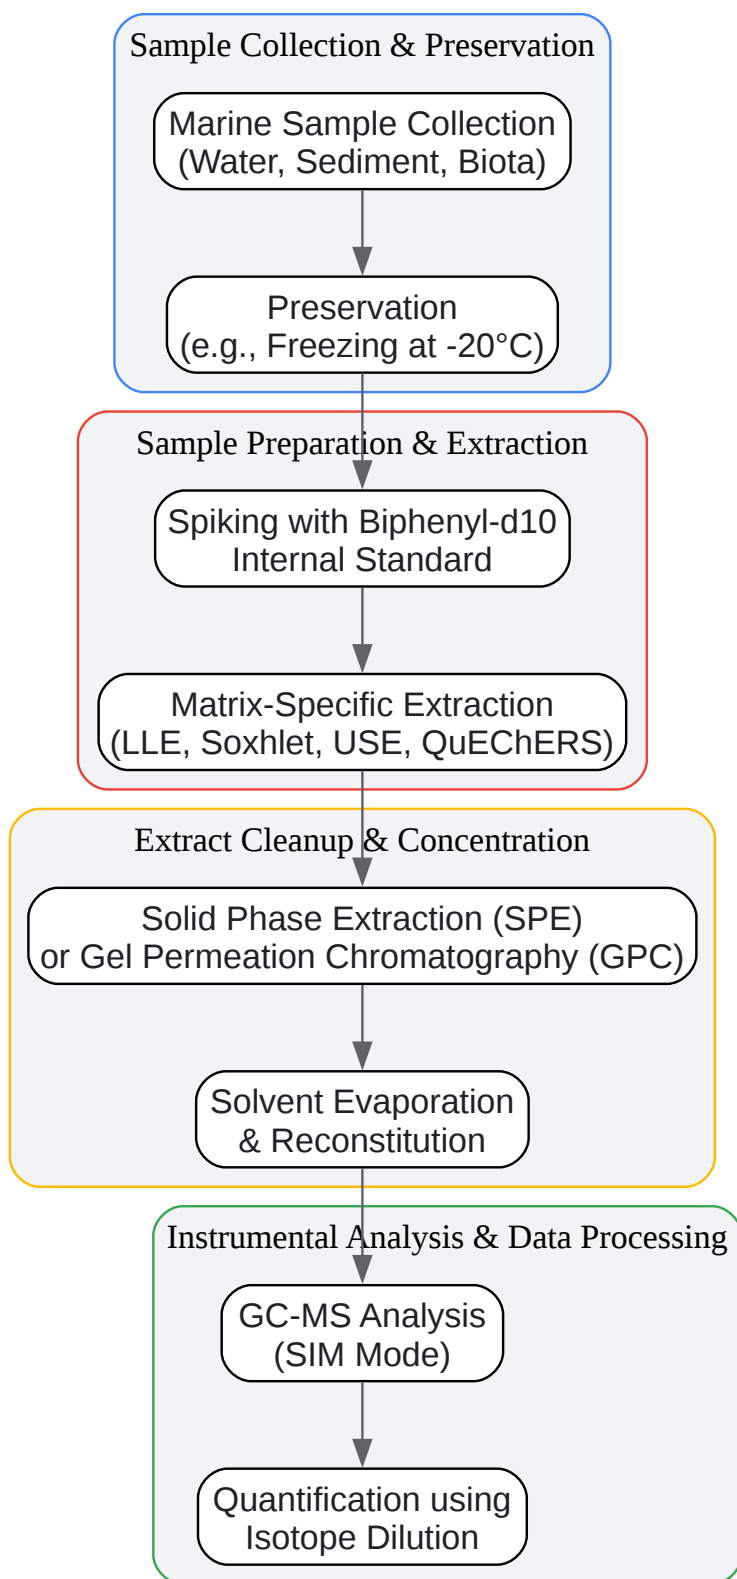 Sample Collection & Preservation
Marine Sample Collection
(Water, Sediment, Biota)
Preservation
(e.g., Freezing at -20°C)
Sample Preparation & Extraction
Spiking with Biphenyl-d10
Internal Standard
Matrix-Specific Extraction
(LLE, Soxhlet, USE, QuEChERS)
Extract Cleanup & Concentration
Solid Phase Extraction (SPE)
or Gel Permeation Chromatography (GPC)
Solvent Evaporation
& Reconstitution
Instrumental Analysis & Data Processing
GC-MS Analysis
(SIM Mode)
Quantification using
Isotope Dilution